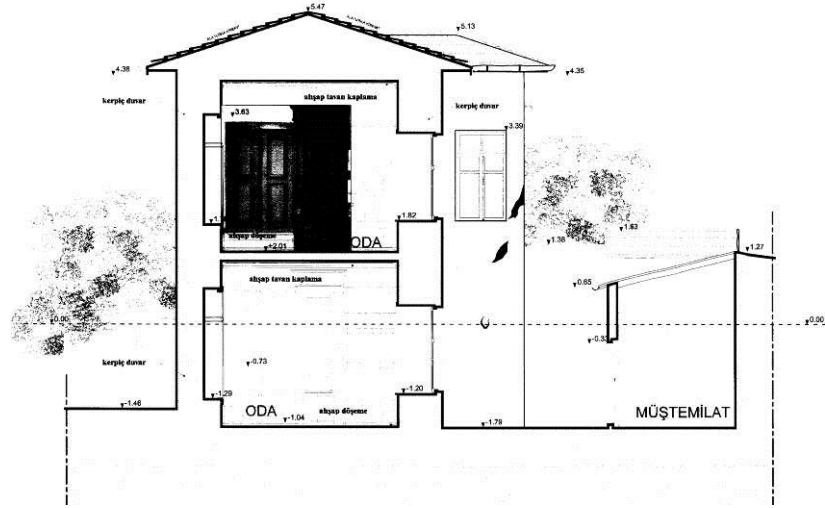 5.47
5.13
4.38
4.35
ahşap tavan kaplama
kerpiç duvar
kerpiç duvar
3.63
3.39
1.82
ahşap döşeme
+2.01
ODA
1.38
1.63
1.27
ahşap tavan kaplama
0.65
0.00
0.00
-0.33
kerpiç duvar
-0.73
-1.29
-1.20
-1.46
ODA
-1.04
ahşap döşeme
-1.79
MÜŞTEMİLAT